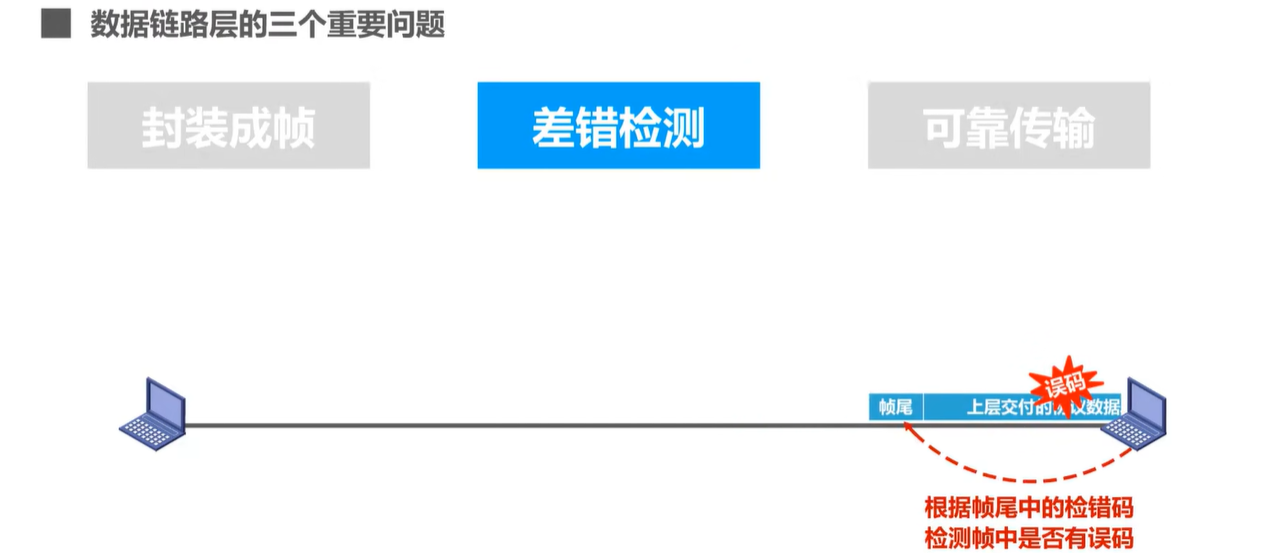 数据链路层的三个重要问题
封装成帧
差错检测
可靠传输
误码
帧尾
上层交付的协议数据
根据帧尾中的检错码
检测帧中是否有误码